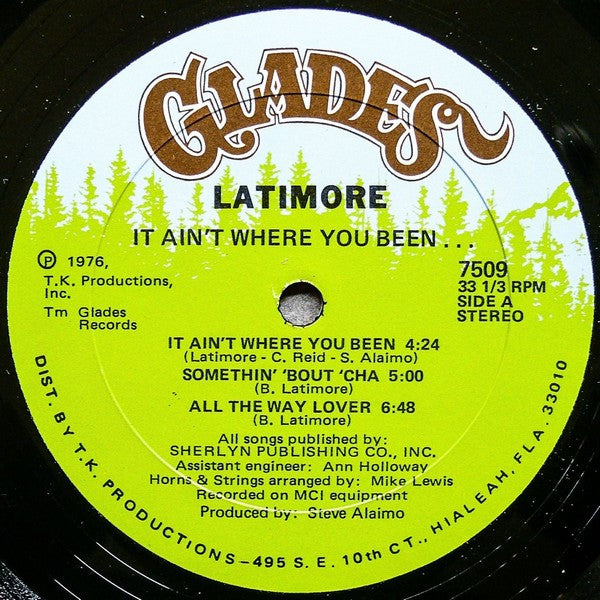 GLADES
LATIMORE
IT AIN'T WHERE YOU BEEN...
Ⓟ 1976,
T.K. Productions,
Inc.
Tm Glades
Records
7509
33 1/3 RPM
SIDE A
STEREO
IT AIN'T WHERE YOU BEEN 4:24
(Latimore - C. Reid - S. Alaimo)
SOMETHIN' 'BOUT 'CHA 5:00
(B. Latimore)
ALL THE WAY LOVER 6:48
(B. Latimore)
All songs published by:
SHERLYN PUBLISHING CO., INC.
Assistant engineer: Ann Holloway
Horns & Strings arranged by: Mike Lewis
Recorded on MCI equipment
Produced by: Steve Alaimo
DIST. BY T.K. PRODUCTIONS-495 S.E. 10th CT., HIALEAH, FLA. 33010